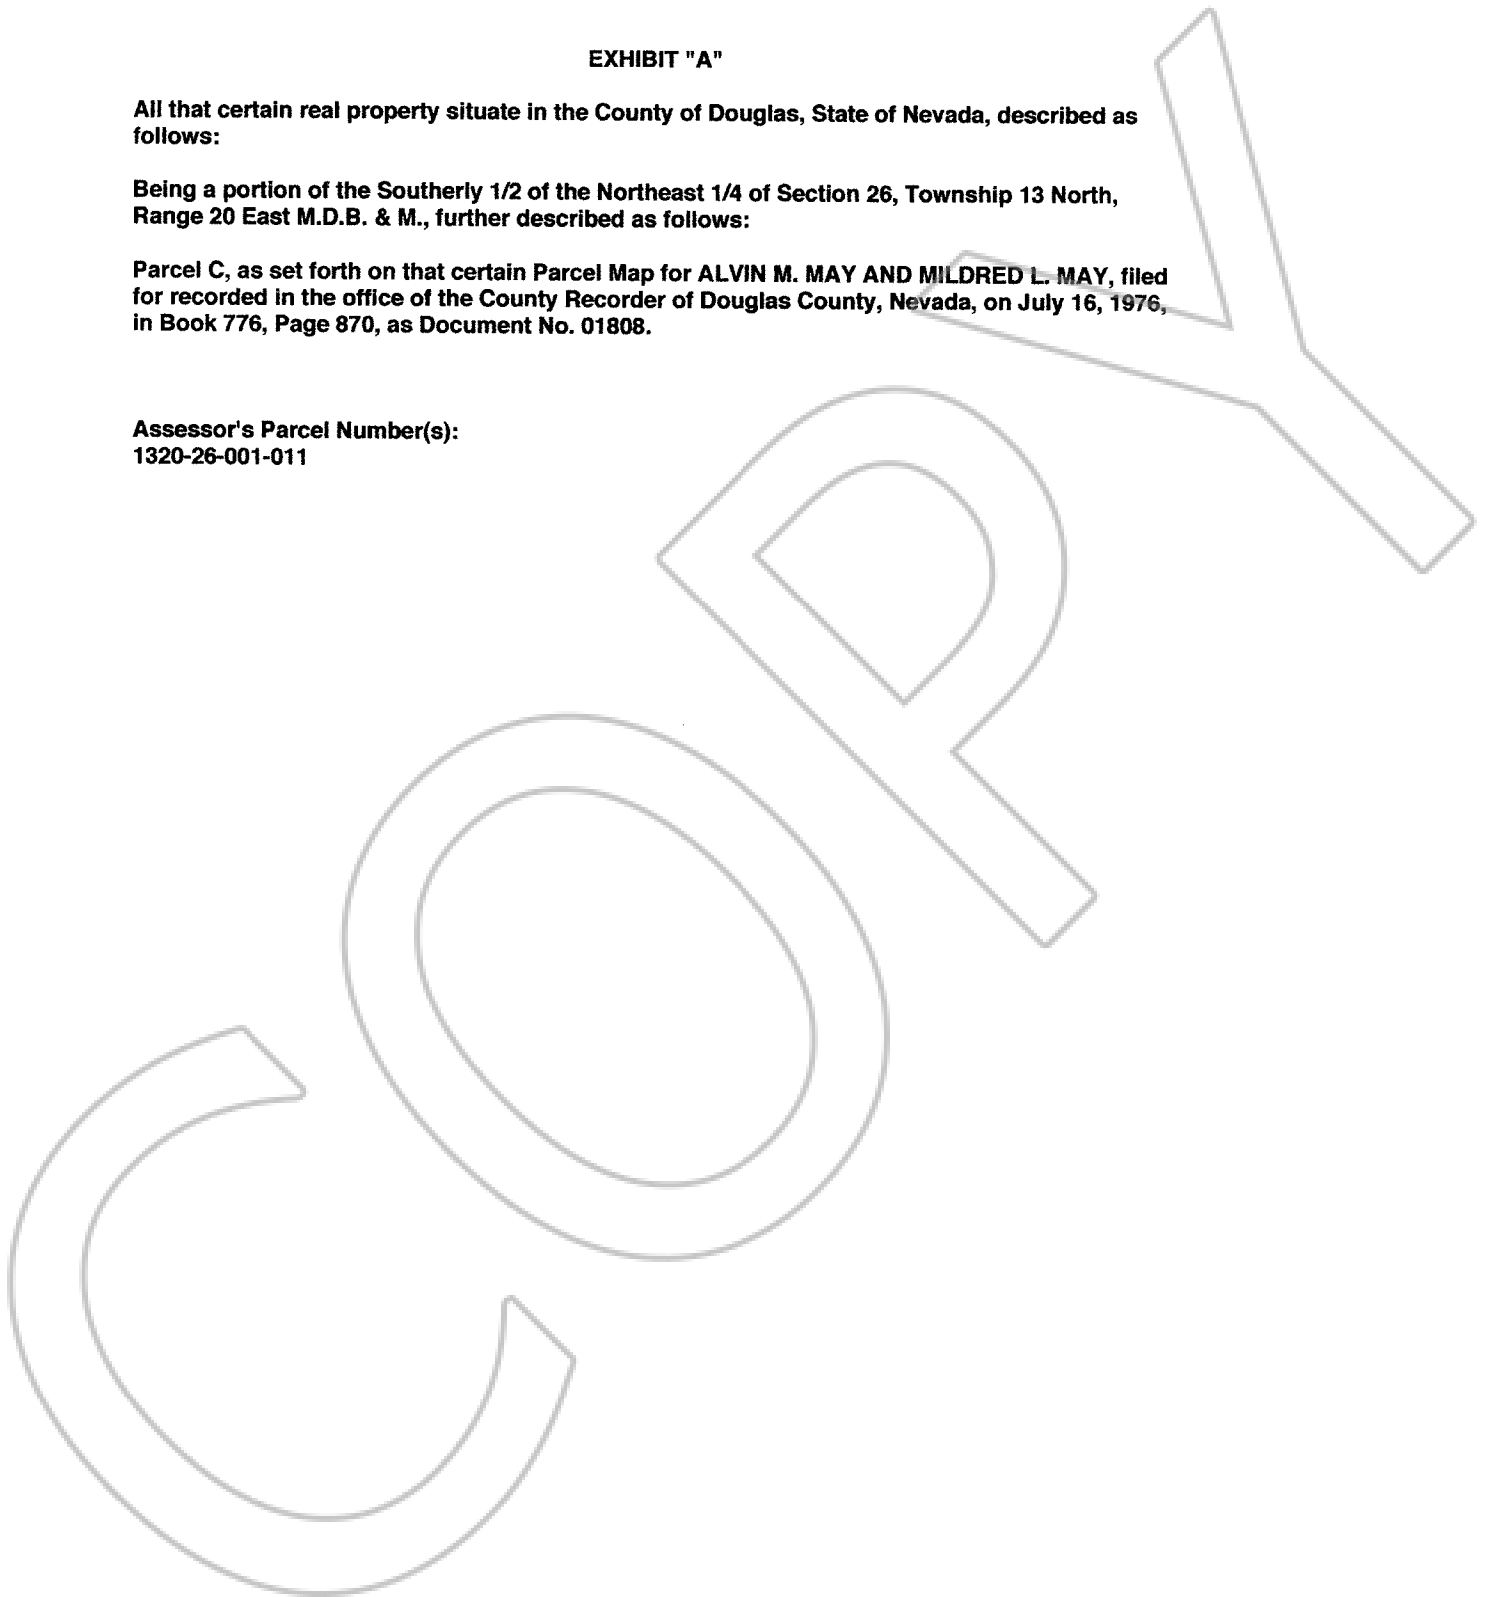 EXHIBIT "A"
All that certain real property situate in the County of Douglas, State of Nevada, described as
follows:
Being a portion of the Southerly 1/2 of the Northeast 1/4 of Section 26, Township 13 North,
Range 20 East M.D.B. & M., further described as follows:
Parcel C, as set forth on that certain Parcel Map for ALVIN M. MAY AND MILDRED L. MAY, filed
for recorded in the office of the County Recorder of Douglas County, Nevada, on July 16, 1976,
in Book 776, Page 870, as Document No. 01808.
Assessor's Parcel Number(s):
1320-26-001-011
COPY